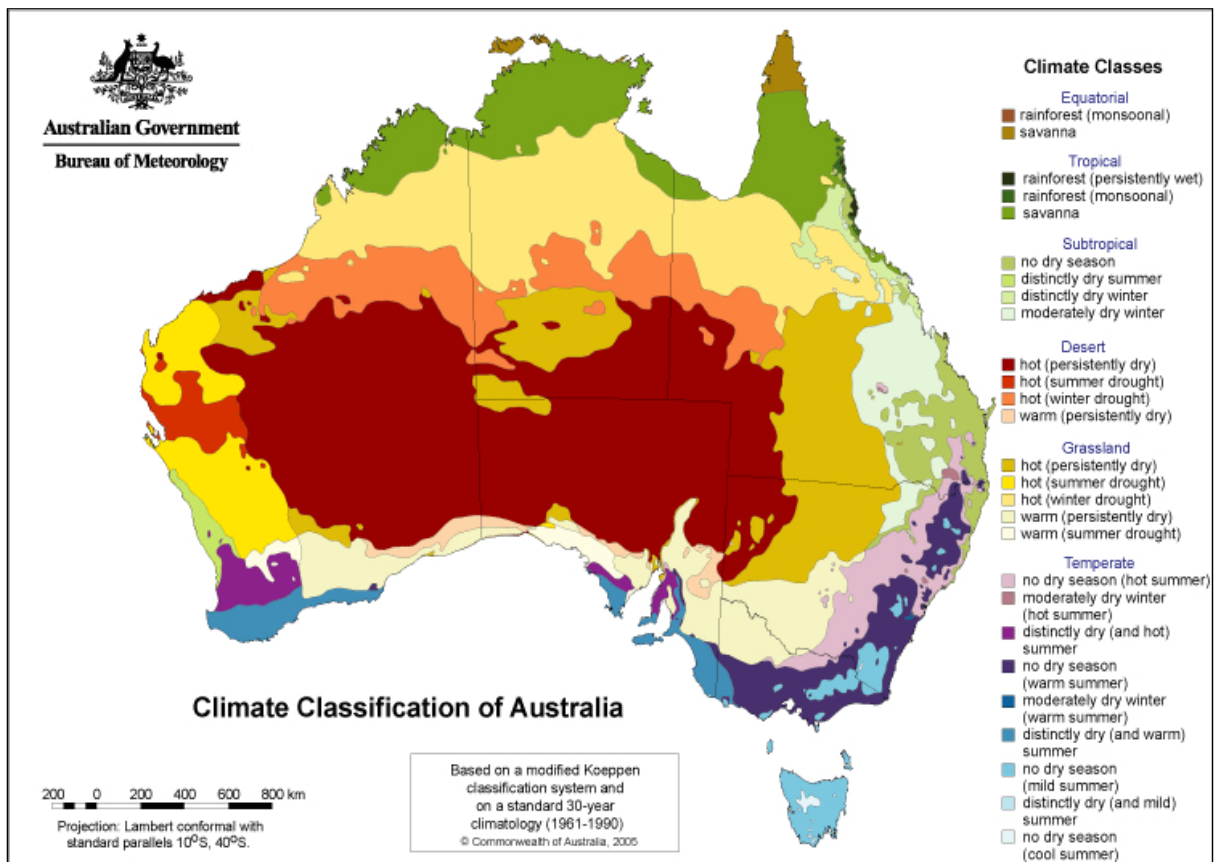 Australian Government
Bureau of Meteorology
Climate Classes
Equatorial
rainforest (monsoonal)
savanna
Tropical
rainforest (persistently wet)
rainforest (monsoonal)
savanna
Subtropical
no dry season
distinctly dry summer
distinctly dry winter
moderately dry winter
Desert
hot (persistently dry)
hot (summer drought)
hot (winter drought)
warm (persistently dry)
Grassland
hot (persistently dry)
hot (summer drought)
hot (winter drought)
warm (persistently dry)
warm (summer drought)
Temperate
no dry season (hot summer)
moderately dry winter
(hot summer)
distinctly dry (and hot)
summer
no dry season
(warm summer)
moderately dry winter
(warm summer)
distinctly dry (and warm)
summer
no dry season
(mild summer)
distinctly dry (and mild)
summer
no dry season
(cool summer)
Climate Classification of Australia
Based on a modified Koeppen
classification system and
on a standard 30-year
climatology (1961-1990)
© Commonwealth of Australia, 2005
200 0 200 400 600 800 km
Projection: Lambert conformal with
standard parallels 10°S, 40°S.